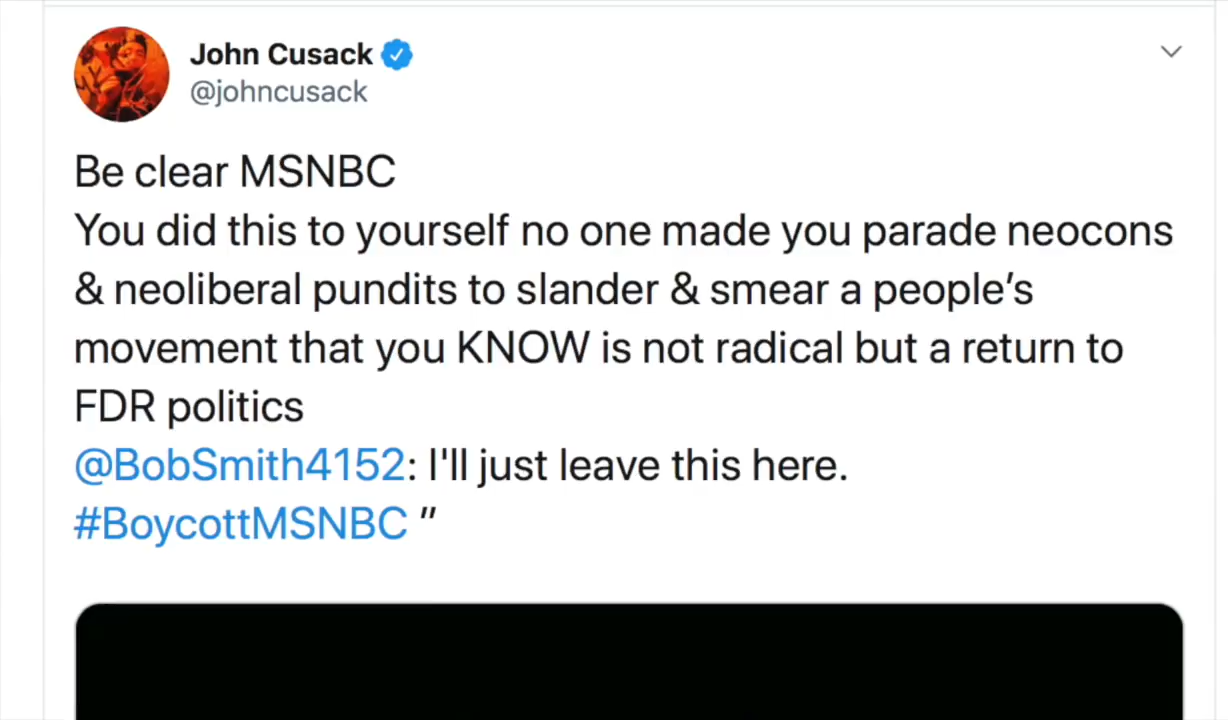 John Cusack
@johncusack
Be clear MSNBC
You did this to yourself no one made you parade neocons
& neoliberal pundits to slander & smear a people’s
movement that you KNOW is not radical but a return to
FDR politics
@BobSmith4152: I'll just leave this here.
#BoycottMSNBC ”